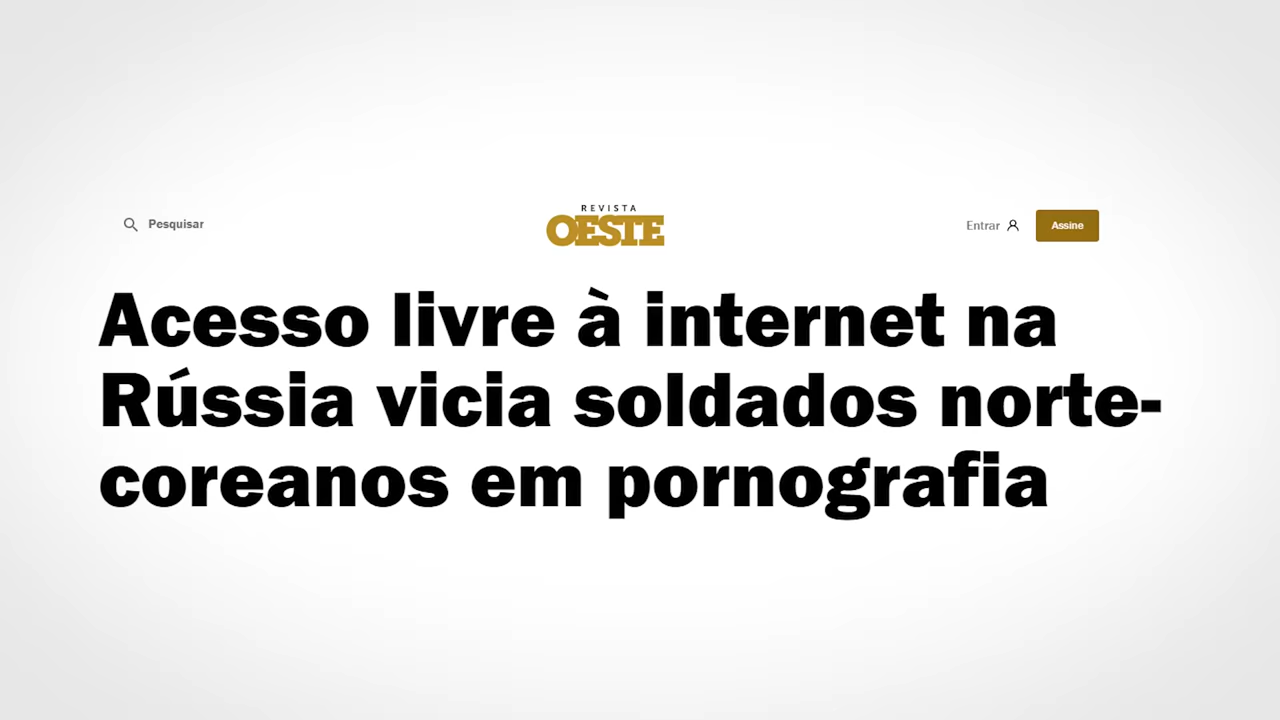 Pesquisar
REVISTA
OESTE
Entrar
Assine
Acesso livre à internet na
Rússia vicia soldados norte-
coreanos em pornografia